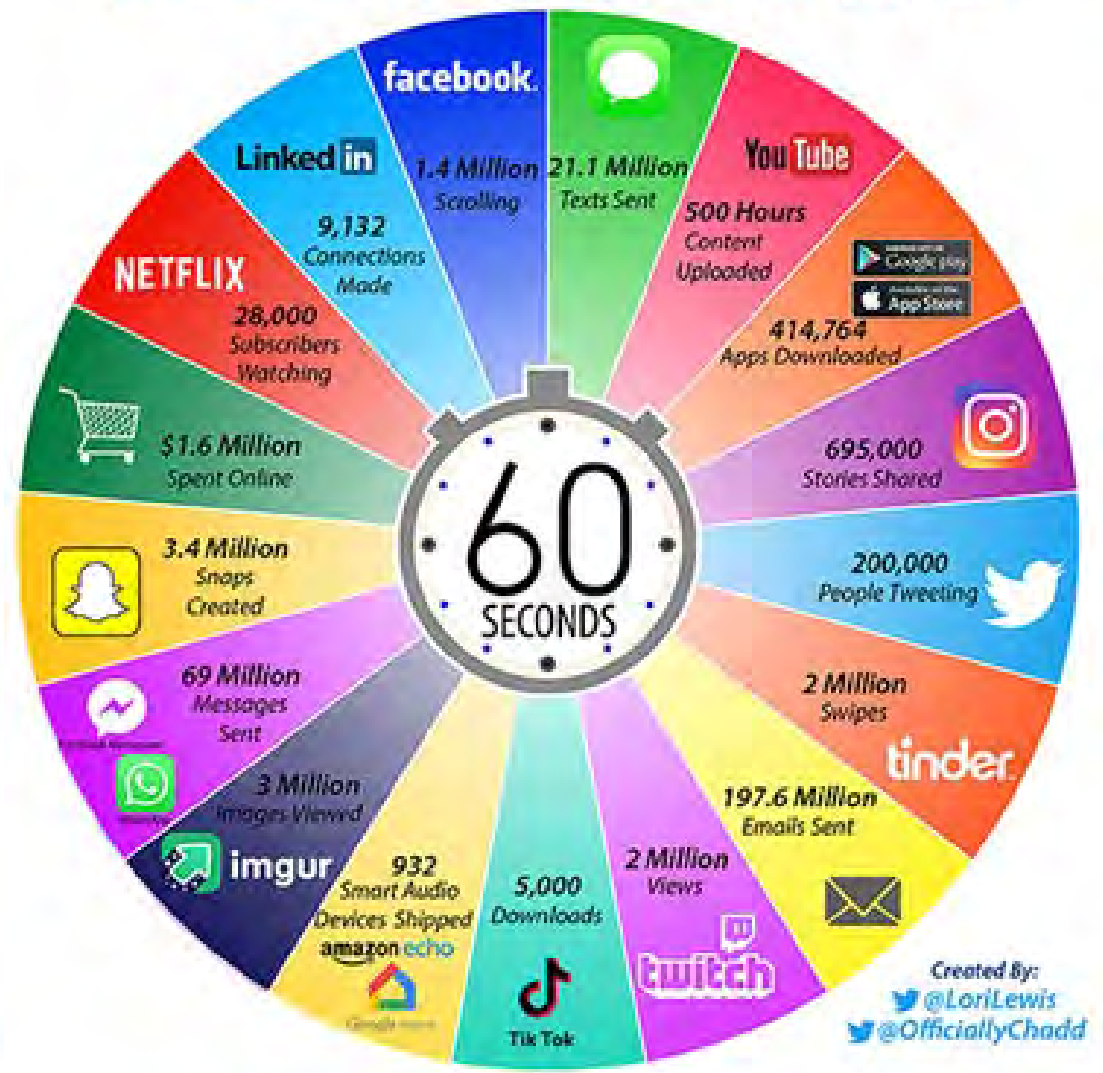 facebook.
1.4 Million
Scrolling
21.1 Million
Texts Sent
YouTube
500 Hours
Content
Uploaded
Google play
App Store
414,764
Apps Downloaded
695,000
Stories Shared
200,000
People Tweeting
2 Million
Swipes
tinder
197.6 Million
Emails Sent
2 Million
Views
twitch
5,000
Downloads
Tik Tok
932
Smart Audio
Devices Shipped
amazon echo
Google
3 Million
Images Viewed
imgur
69 Million
Messages
Sent
3.4 Million
Snaps
Created
$1.6 Million
Spent Online
NETFLIX
28,000
Subscribers
Watching
Linked in
9,132
Connections
Made
60
SECONDS
Created By:
@LoriLewis
@OfficiallyChadd